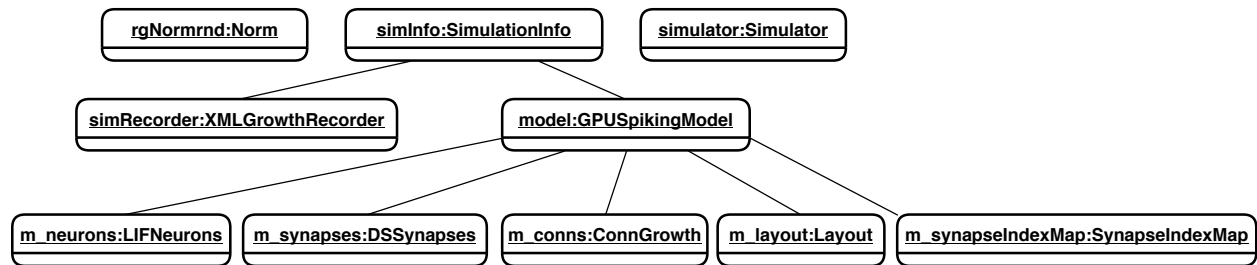 rgNormrnd:Norm
simInfo:SimulationInfo
simulator:Simulator
simRecorder:XMLGrowthRecorder
model:GPUSpikingModel
m_neurons:LIFNeurons
m_synapses:DSSynapses
m_conns:ConnGrowth
m_layout:Layout
m_synapseIndexMap:SynapseIndexMap